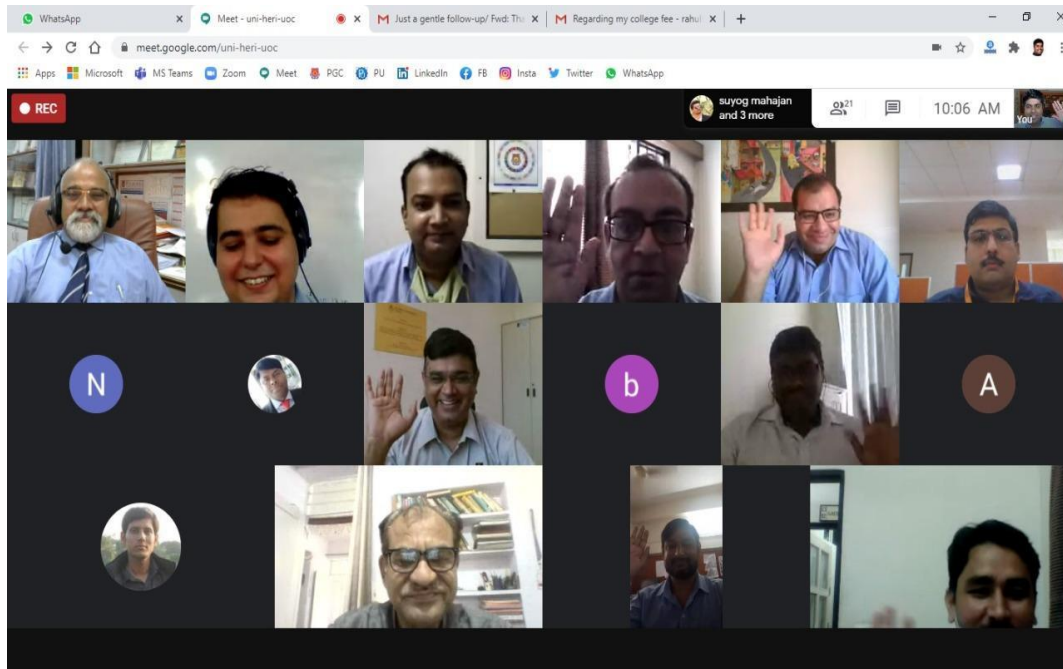 WhatsApp
Meet - uni-heri-uoc
Just a gentle follow-up/ Fwd: Tha
Regarding my college fee - rahul
meet.google.com/uni-heri-uoc
Apps Microsoft MS Teams Zoom Meet PGC PU LinkedIn FB Insta Twitter WhatsApp
REC
suyog mahajan
and 3 more
21
10:06 AM
You
N
b
A